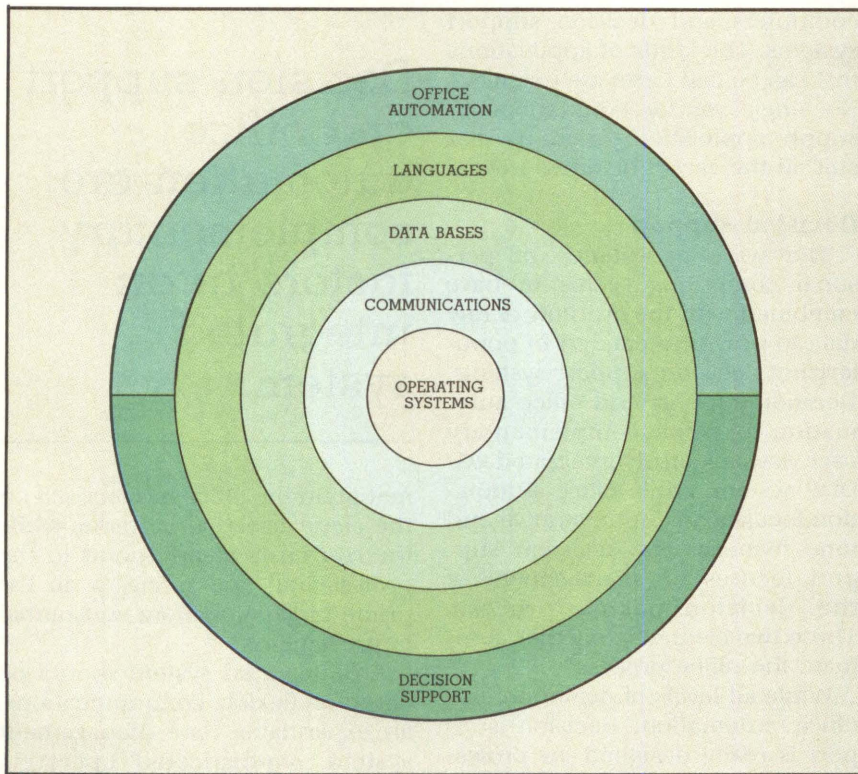 OFFICE
AUTOMATION
LANGUAGES
DATA BASES
COMMUNICATIONS
OPERATING
SYSTEMS
DECISION
SUPPORT